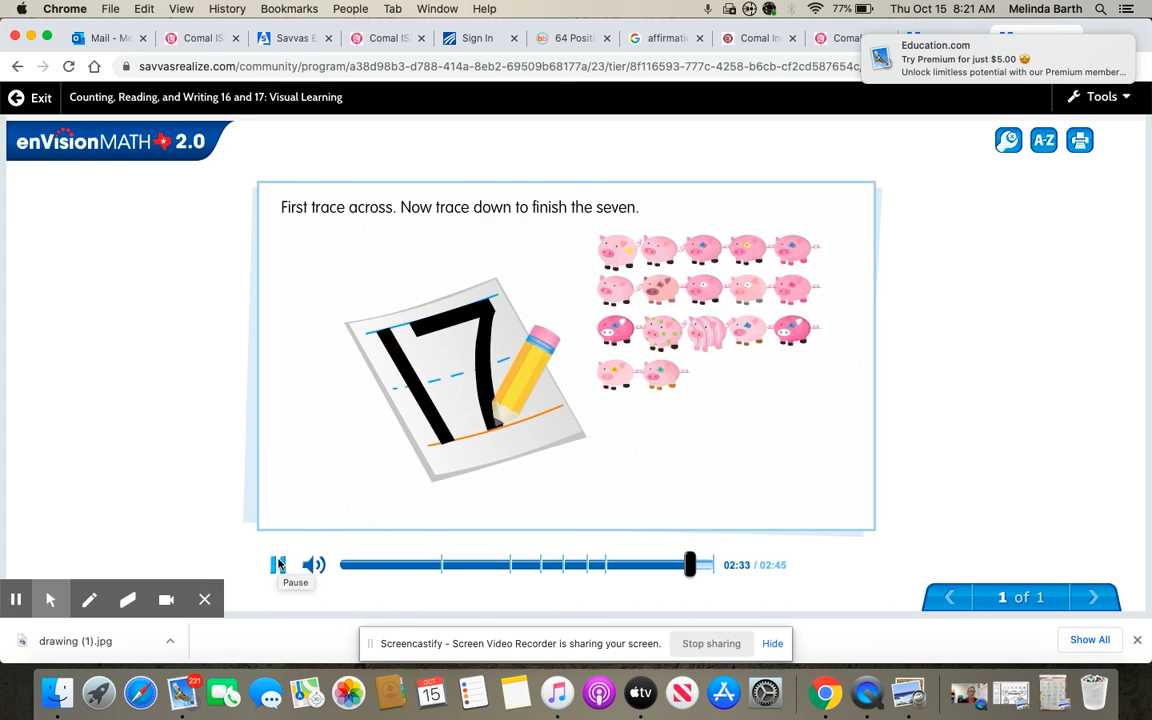 Chrome File Edit View History Bookmarks People Tab Window Help 77% Thu Oct 15 8:21 AM Melinda Barth
Mail - Me
Comal IS
Savvas E
Comal IS
Sign In
64 Positi
affirmatio
Comal In
Comal
Education.com
Try Premium for just $5.00 🤩
Unlock limitless potential with our Premium member...
savvasrealize.com/community/program/a38d98b3-d788-414a-8eb2-69509b68177a/23/tier/8f116593-777c-4258-b6cb-cf2cd587654c
Exit Counting, Reading, and Writing 16 and 17: Visual Learning Tools
enVisionMATH 2.0
A-Z
First trace across. Now trace down to finish the seven.
17
02:33 / 02:45
Pause
1 of 1
drawing (1).jpg
Screencastify - Screen Video Recorder is sharing your screen. Stop sharing Hide
Show All
221
OCT
15
tv